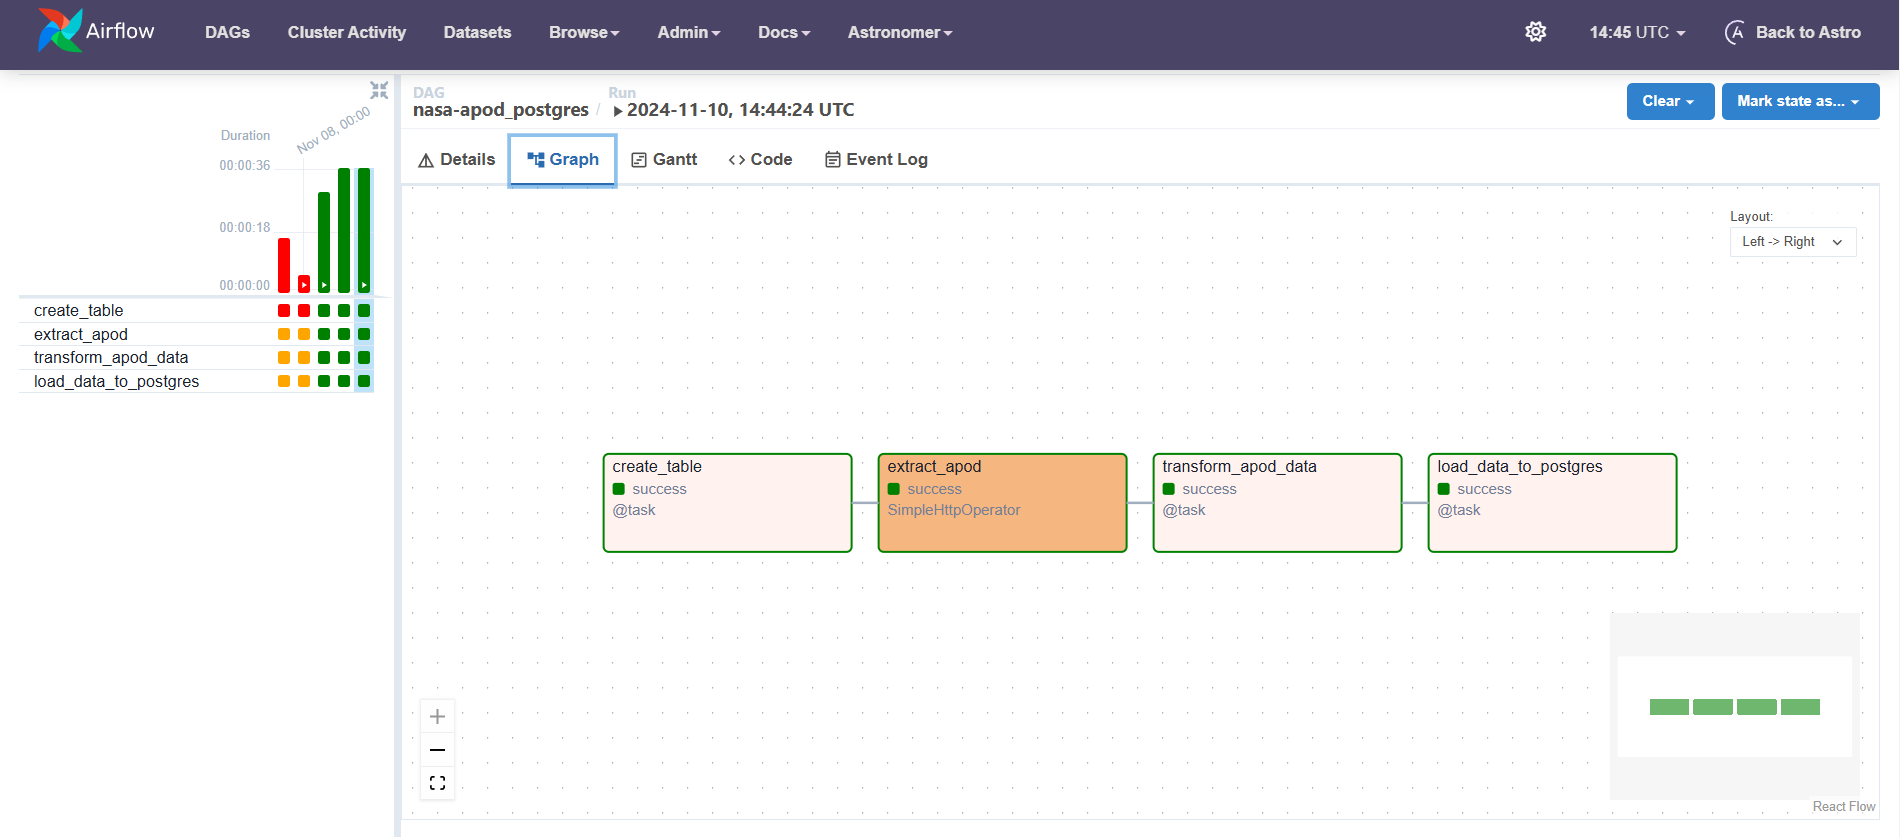 Airflow DAGs Cluster Activity Datasets Browse Admin Docs Astronomer 14:45 UTC Back to Astro
DAG Run
nasa-apod_postgres / 2024-11-10, 14:44:24 UTC
Clear Mark state as...
Details Graph <> Code Gantt Event Log
Nov 08, 00:00
Duration
00:00:36
00:00:18
00:00:00
create_table
extract_apod
transform_apod_data
load_data_to_postgres
Layout:
Left -> Right
create_table
success
@task
extract_apod
success
SimpleHttpOperator
transform_apod_data
success
@task
load_data_to_postgres
success
@task
React Flow